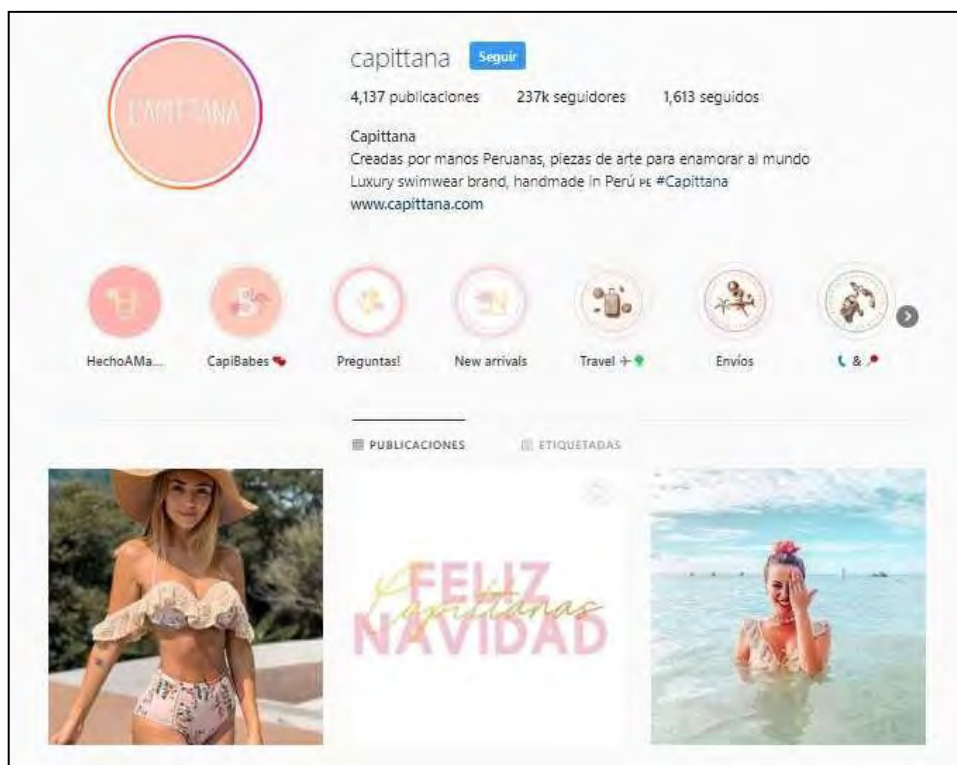 CAPITTANA
capittana Seguir
4,137 publicaciones 237k seguidores 1,613 seguidos
Capittana
Creadas por manos Peruanas, piezas de arte para enamorar al mundo
Luxury swimwear brand, handmade in Perú PE #Capittana
www.capittana.com
HechoAMa... CapiBabes Preguntas! New arrivals Travel Envíos &
PUBLICACIONES ETIQUETADAS
FELIZ
Capittanas
NAVIDAD